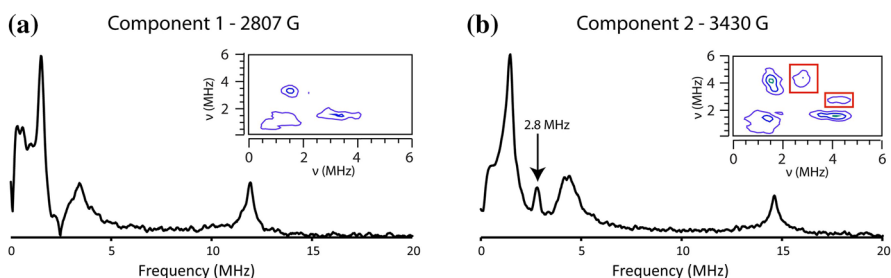 (a) Component 1 - 2807 G
6
4
2
ν (MHz)
0 2 4 6
ν (MHz)
0 5 10 15 20
Frequency (MHz)
(b) Component 2 - 3430 G
2.8 MHz
6
4
2
ν (MHz)
0 2 4 6
ν (MHz)
0 5 10 15 20
Frequency (MHz)